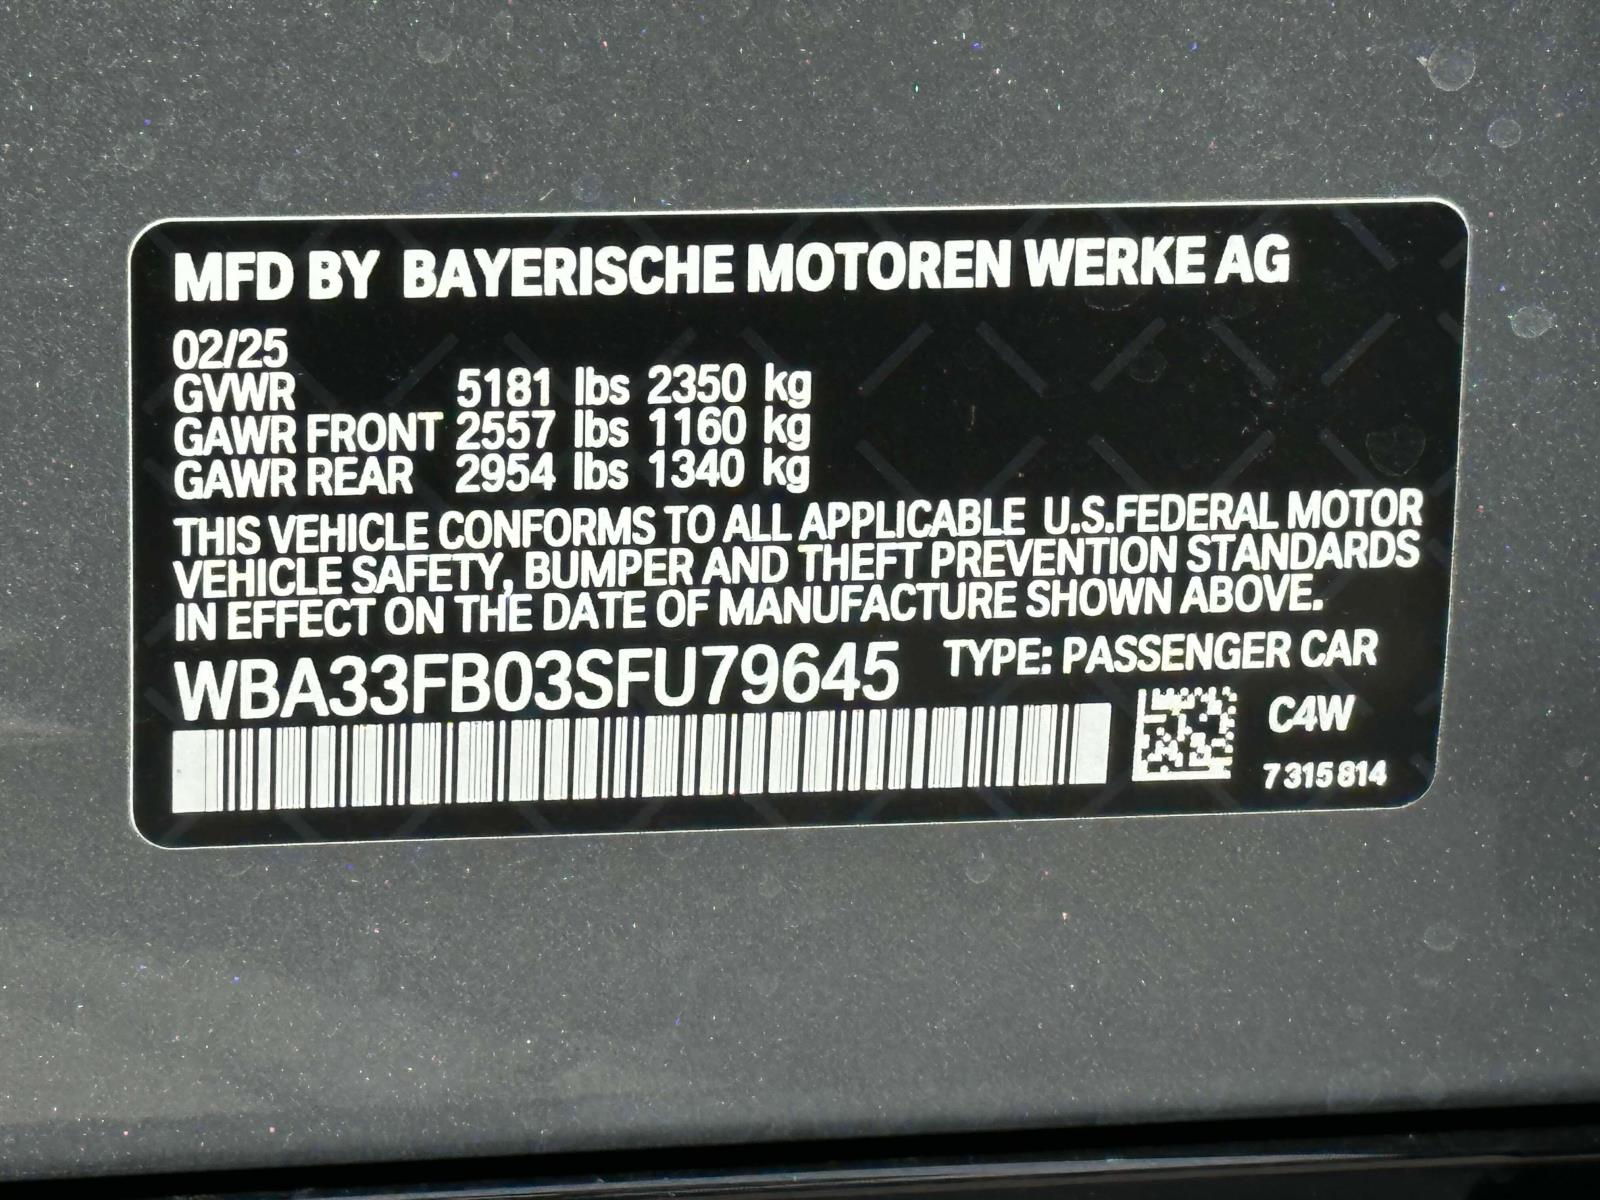 MFD BY BAYERISCHE MOTOREN WERKE AG
02/25
GVWR 5181 lbs 2350 kg
GAWR FRONT 2557 lbs 1160 kg
GAWR REAR 2954 lbs 1340 kg
THIS VEHICLE CONFORMS TO ALL APPLICABLE U.S.FEDERAL MOTOR
VEHICLE SAFETY, BUMPER AND THEFT PREVENTION STANDARDS
IN EFFECT ON THE DATE OF MANUFACTURE SHOWN ABOVE.
WBA33FB03SFU79645 TYPE: PASSENGER CAR
C4W
7315814